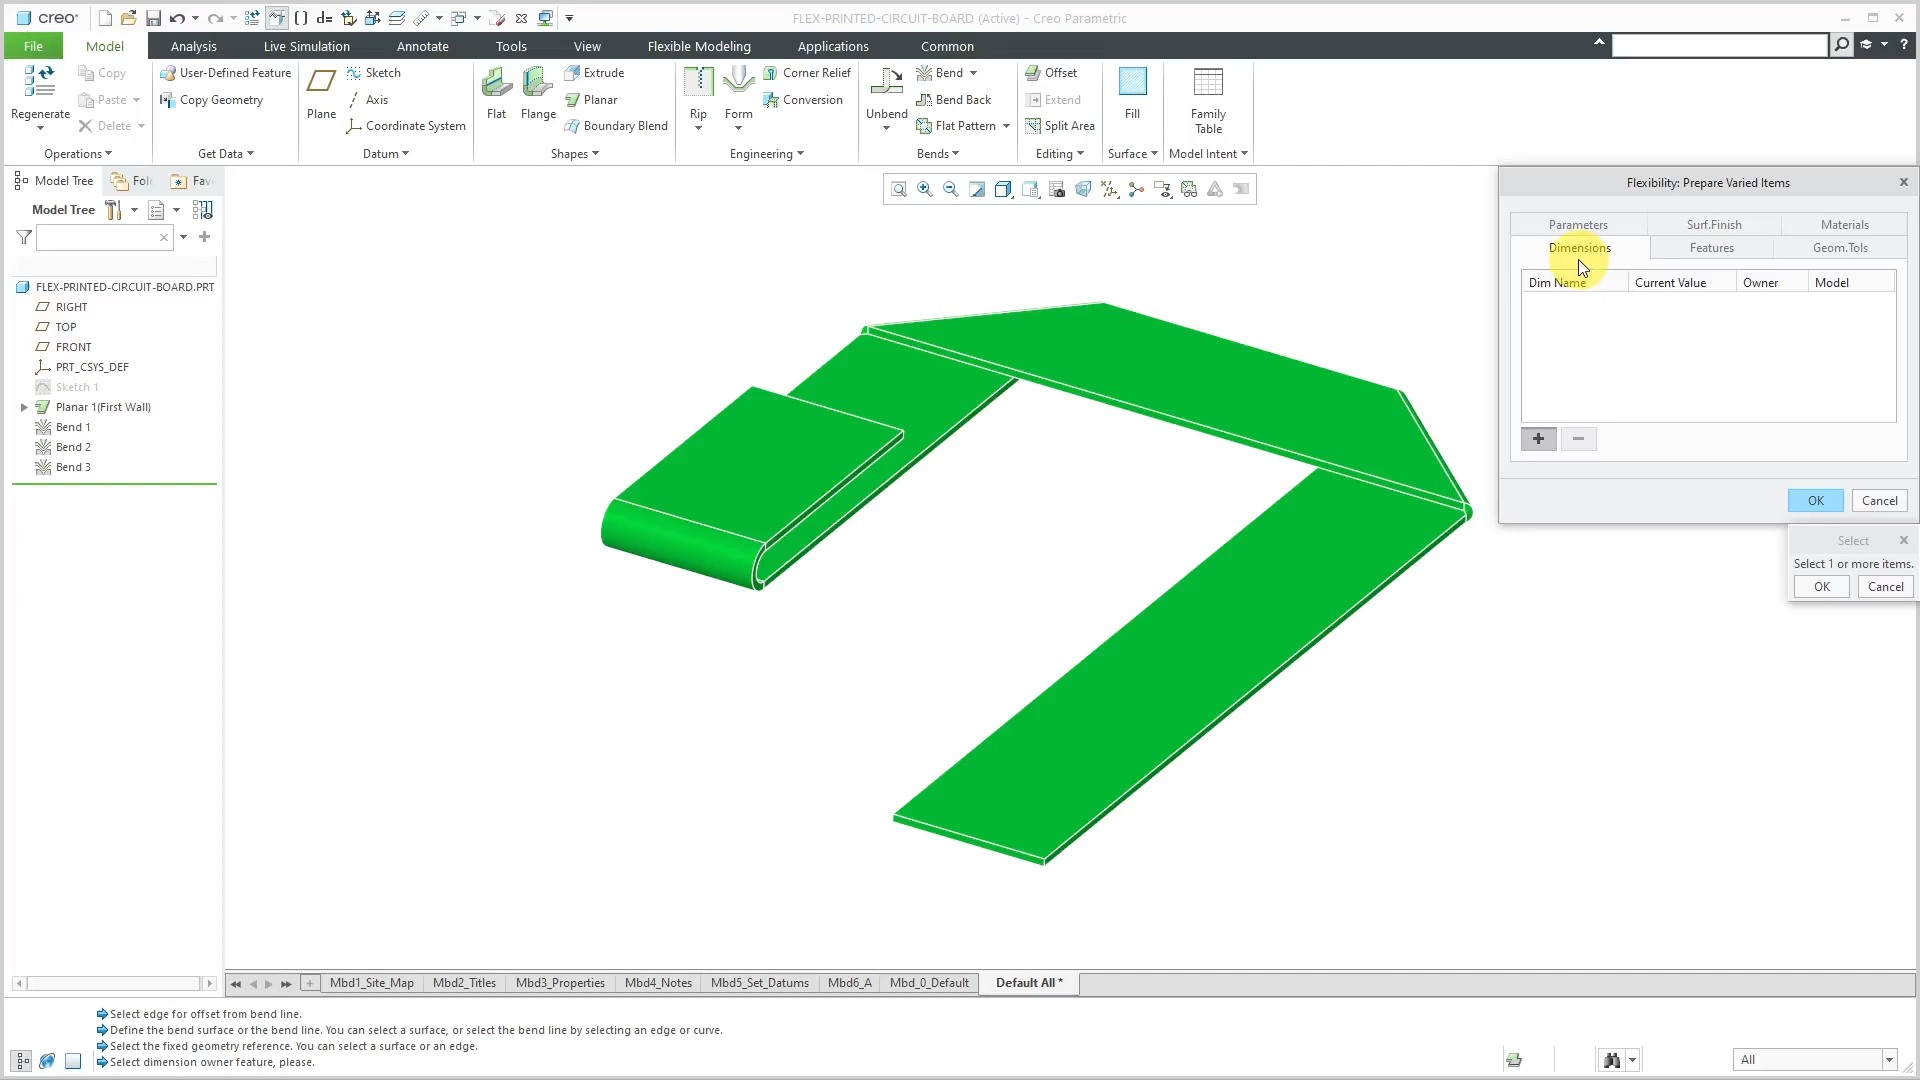 creo
d=
FLEX-PRINTED-CIRCUIT-BOARD (Active) - Creo Parametric
File Model Analysis Live Simulation Annotate Tools View Flexible Modeling Applications Common
Regenerate
Copy
Paste
Delete
Operations
User-Defined Feature
Copy Geometry
Get Data
Plane
Sketch
Axis
Coordinate System
Datum
Flat
Flange
Extrude
Planar
Boundary Blend
Shapes
Rip
Form
Corner Relief
Conversion
Engineering
Unbend
Bend
Bend Back
Flat Pattern
Bends
Offset
Extend
Split Area
Editing
Fill
Surface
Family
Table
Model Intent
Model Tree Fol Fav
Model Tree
FLEX-PRINTED-CIRCUIT-BOARD.PRT
RIGHT
TOP
FRONT
PRT_CSYS_DEF
Sketch 1
Planar 1(First Wall)
Bend 1
Bend 2
Bend 3
Flexibility: Prepare Varied Items
Parameters Surf.Finish Materials
Dimensions Features Geom.Tols
Dim Name Current Value Owner Model
OK Cancel
Select
Select 1 or more items.
OK Cancel
Mbd1_Site_Map Mbd2_Titles Mbd3_Properties Mbd4_Notes Mbd5_Set_Datums Mbd6_A Mbd_0_Default Default All *
Select edge for offset from bend line.
Define the bend surface or the bend line. You can select a surface, or select the bend line by selecting an edge or curve.
Select the fixed geometry reference. You can select a surface or an edge.
Select dimension owner feature, please.
All